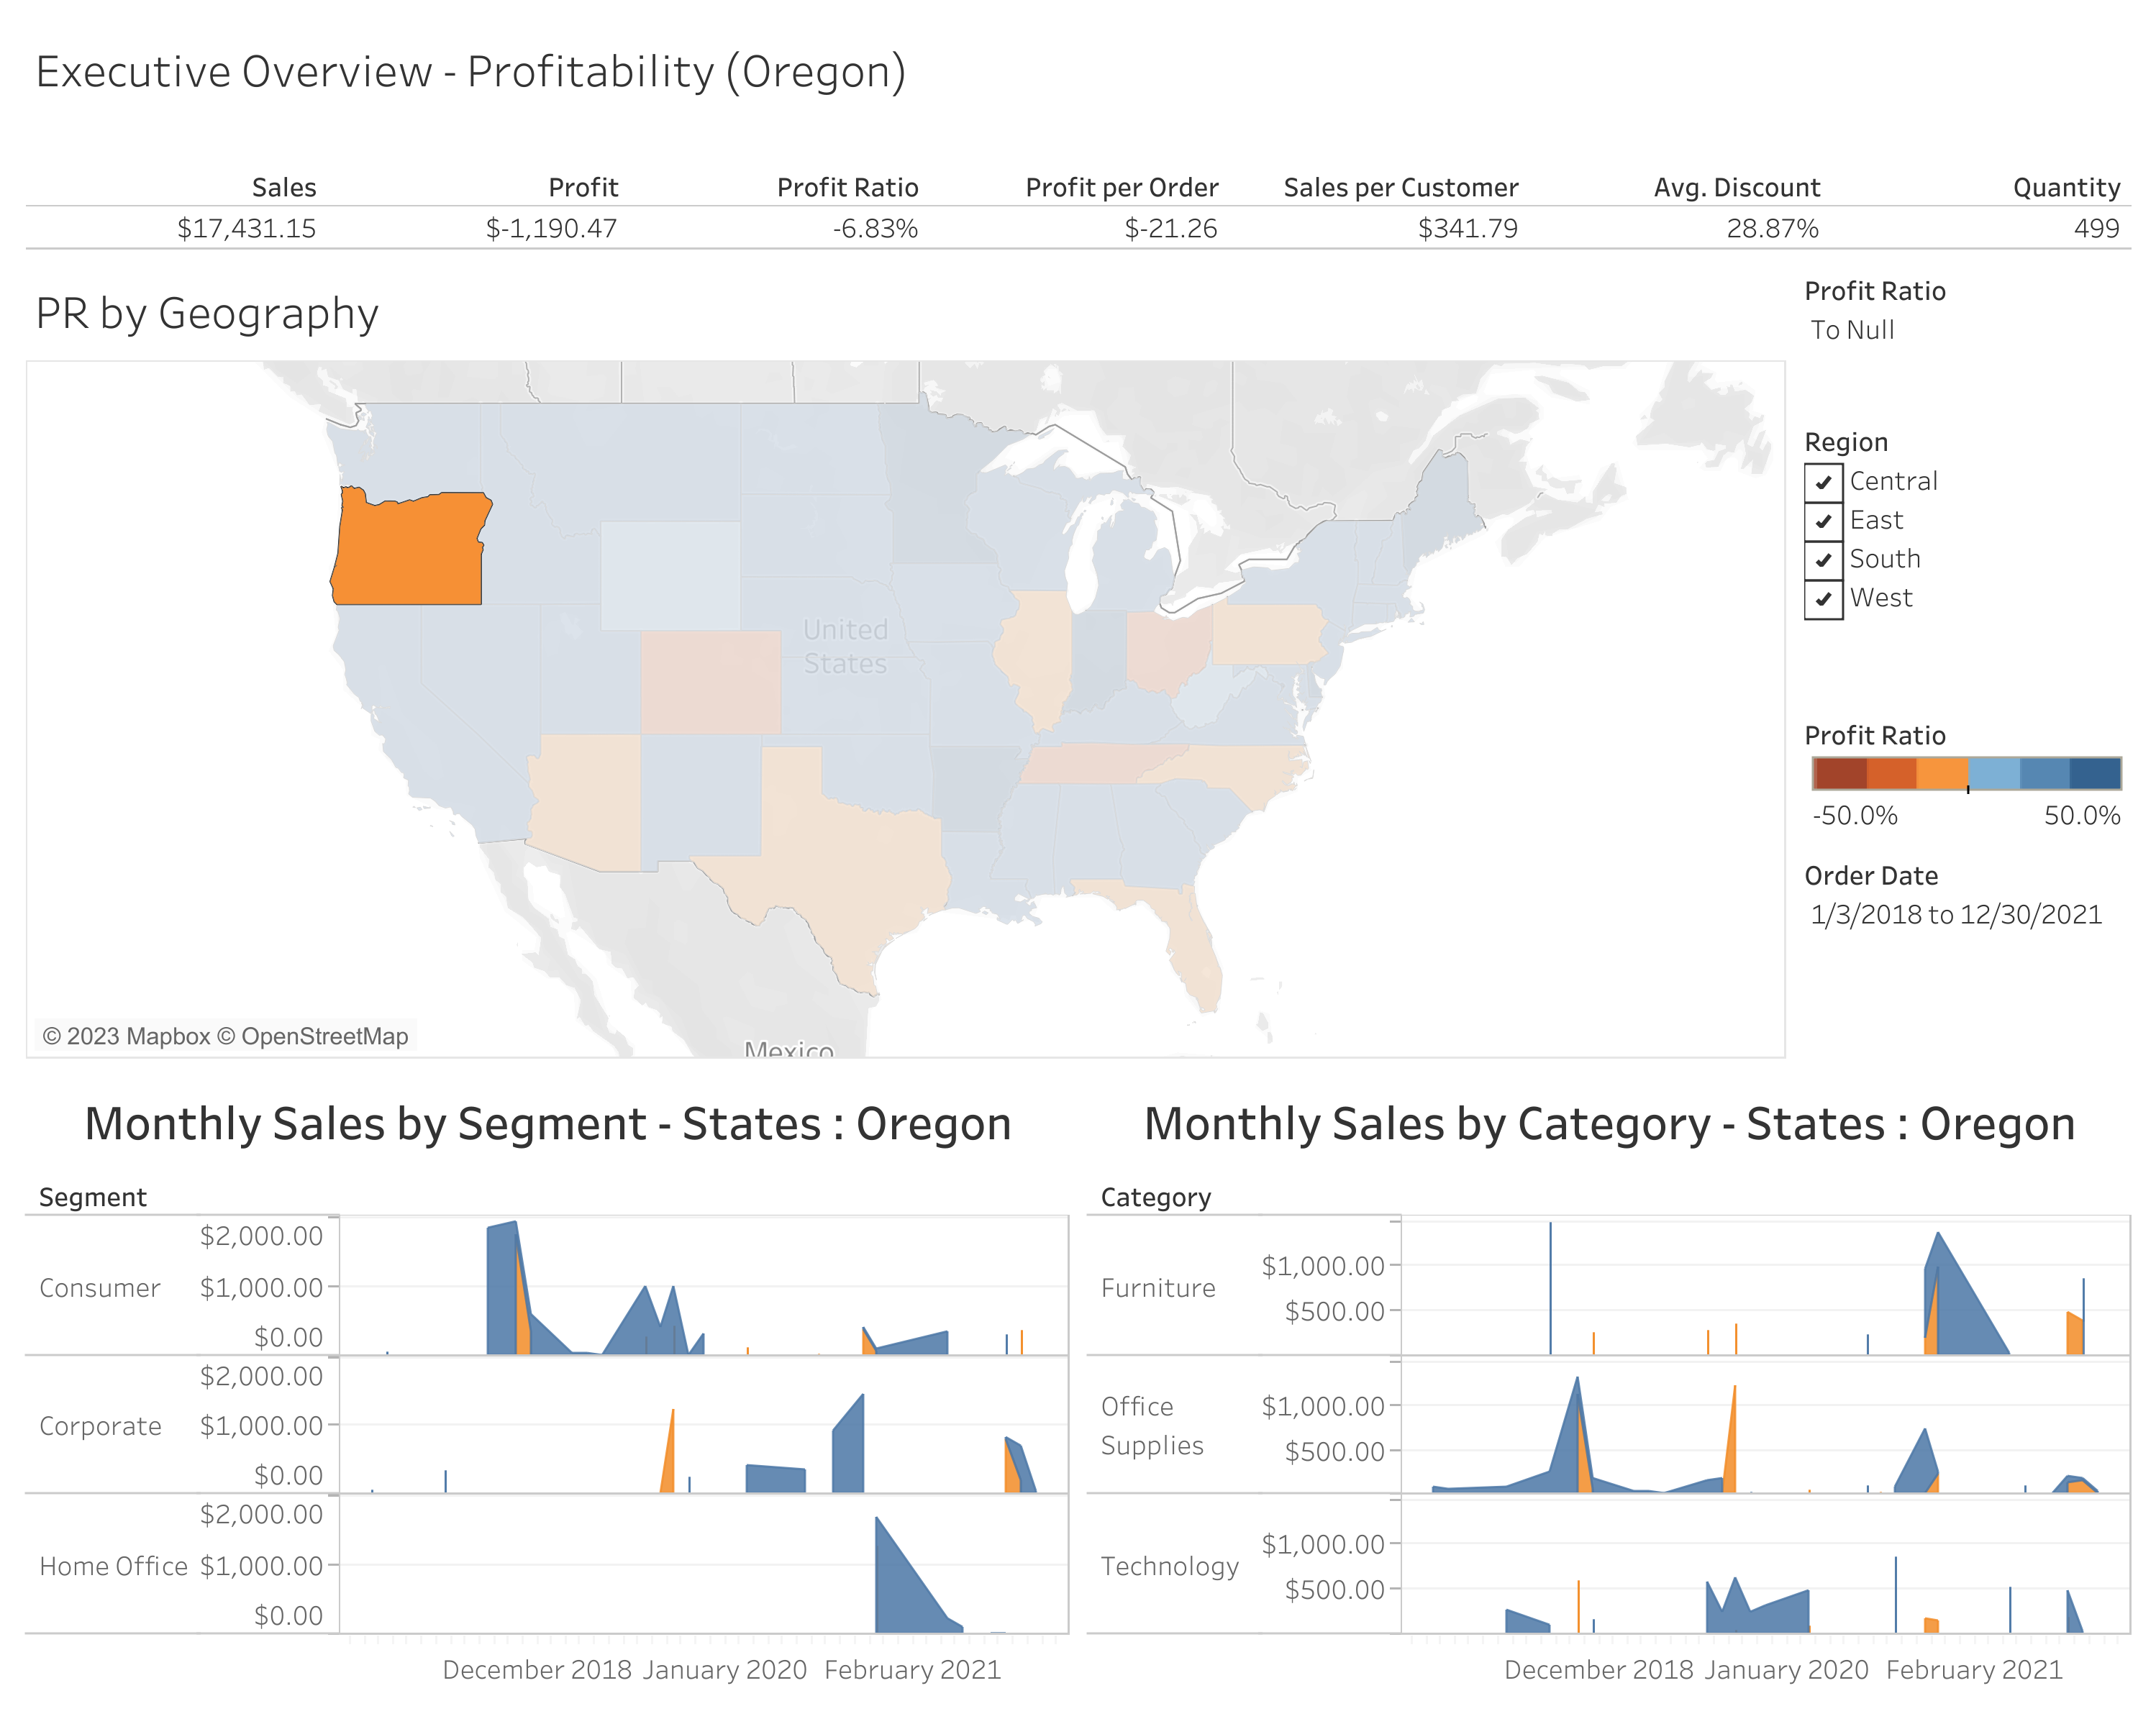 Executive Overview - Profitability (Oregon)
Sales Profit Profit Ratio Profit per Order Sales per Customer Avg. Discount Quantity
$17,431.15 $-1,190.47 -6.83% $-21.26 $341.79 28.87% 499
PR by Geography
United
States
Mexico
© 2023 Mapbox © OpenStreetMap
Profit Ratio
To Null
Region
Central
East
South
West
Profit Ratio
-50.0% 50.0%
Order Date
1/3/2018 to 12/30/2021
Monthly Sales by Segment - States : Oregon
Segment
$2,000.00
Consumer $1,000.00
$0.00
$2,000.00
Corporate $1,000.00
$0.00
$2,000.00
Home Office $1,000.00
$0.00
December 2018 January 2020 February 2021
Monthly Sales by Category - States : Oregon
Category
$1,000.00
Furniture
$500.00
Office $1,000.00
Supplies $500.00
$1,000.00
Technology
$500.00
December 2018 January 2020 February 2021